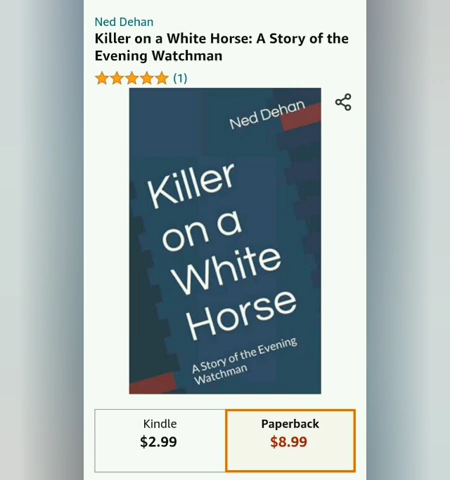 Ned Dehan
Killer on a White Horse: A Story of the
Evening Watchman
(1)
Ned Dehan
Killer
on a
White
Horse
A Story of the Evening
Watchman
Kindle
$2.99
Paperback
$8.99